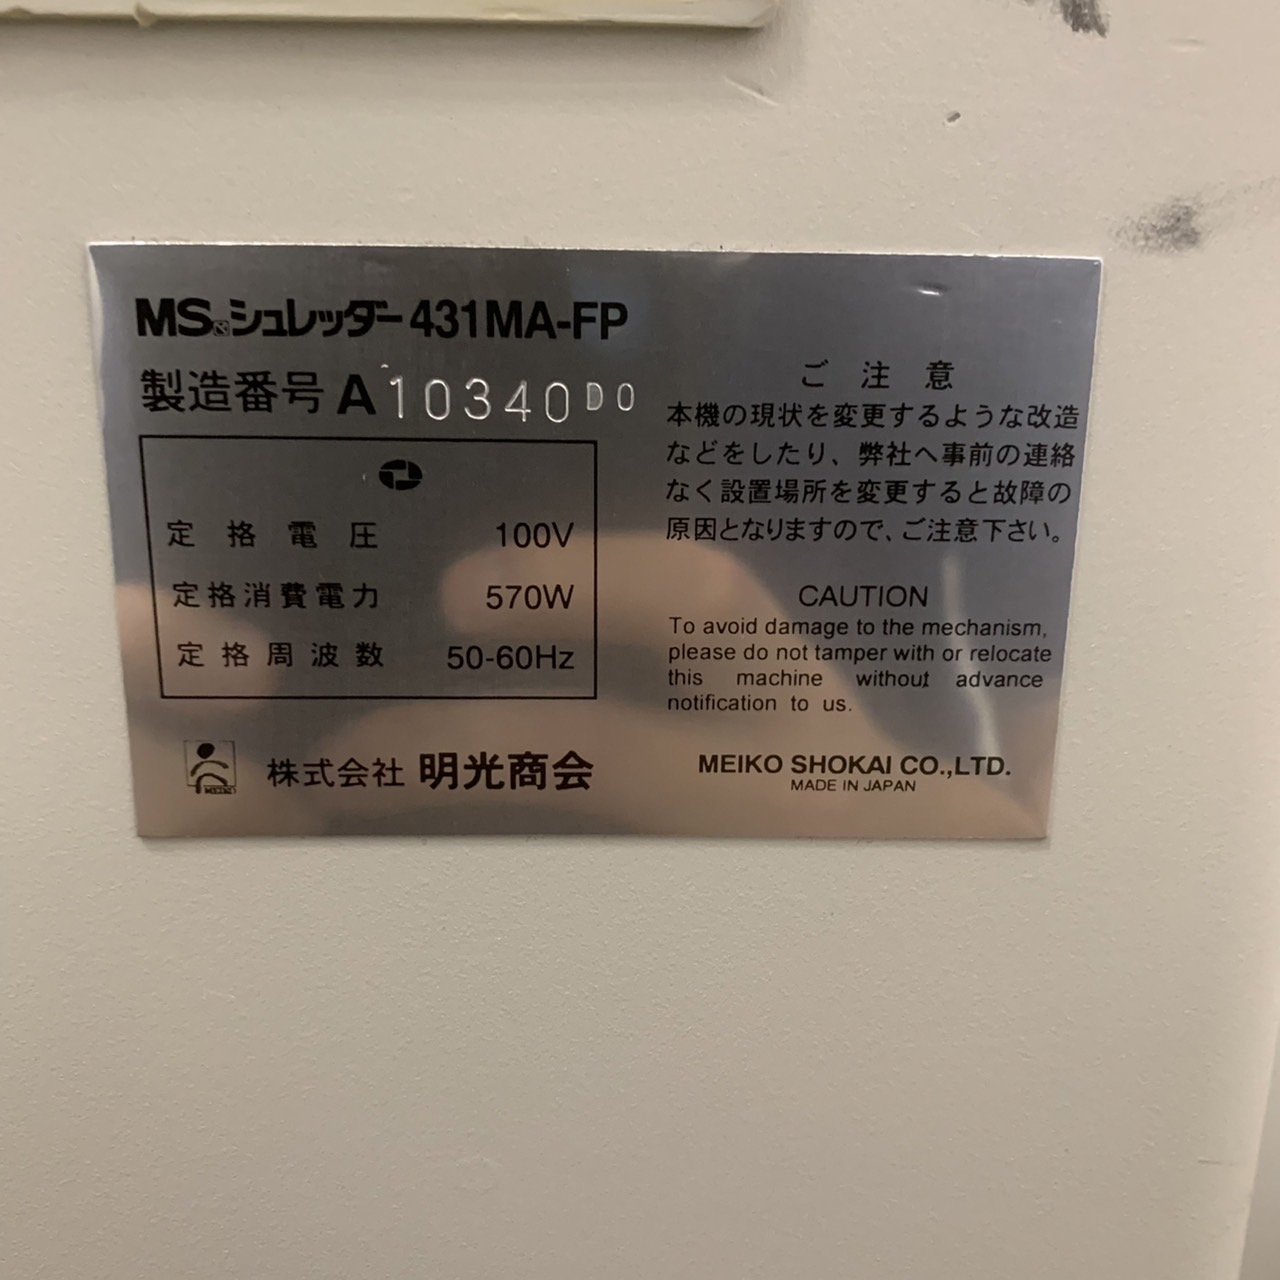 MSシュレッダー 431MA-FP
製造番号 A10340D0
定格電圧 100V
定格消費電力 570W
定格周波数 50-60Hz
MEIKO
株式会社 明光商会
ご注意
本機の現状を変更するような改造
などをしたり、弊社へ事前の連絡
なく設置場所を変更すると故障の
原因となりますので、ご注意下さい。
CAUTION
To avoid damage to the mechanism,
please do not tamper with or relocate
this machine without advance
notification to us.
MEIKO SHOKAI CO.,LTD.
MADE IN JAPAN